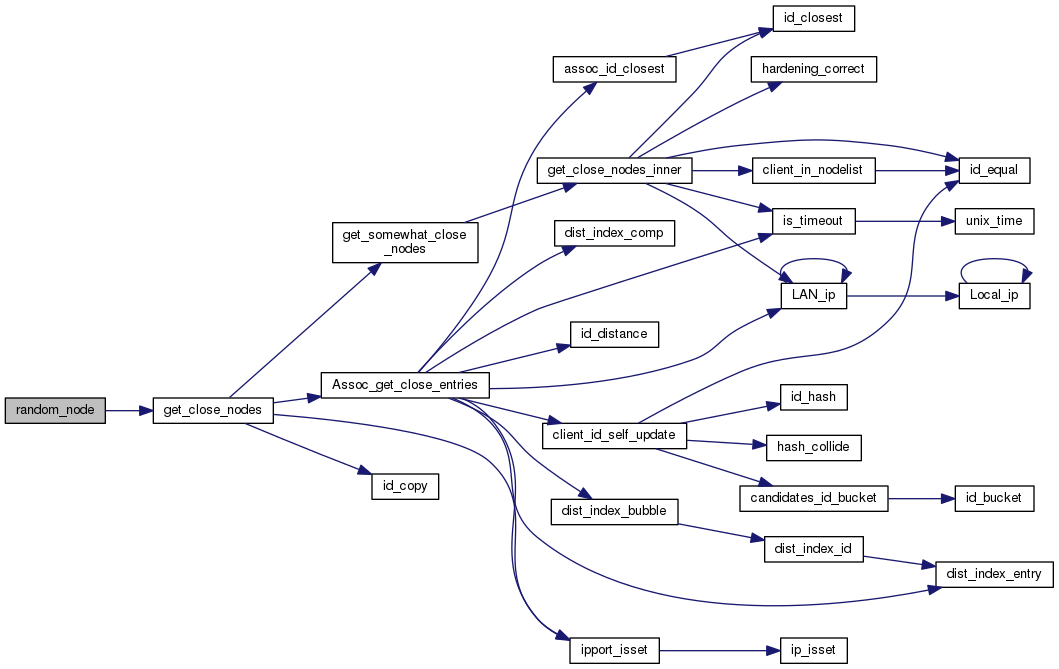 id_closest
assoc_id_closest
hardening_correct
get_close_nodes_inner
client_in_nodelist
id_equal
is_timeout
unix_time
get_somewhat_close
_nodes
dist_index_comp
LAN_ip
Local_ip
id_distance
Assoc_get_close_entries
random_node
get_close_nodes
id_hash
client_id_self_update
hash_collide
id_copy
candidates_id_bucket
id_bucket
dist_index_bubble
dist_index_id
dist_index_entry
ipport_isset
ip_isset